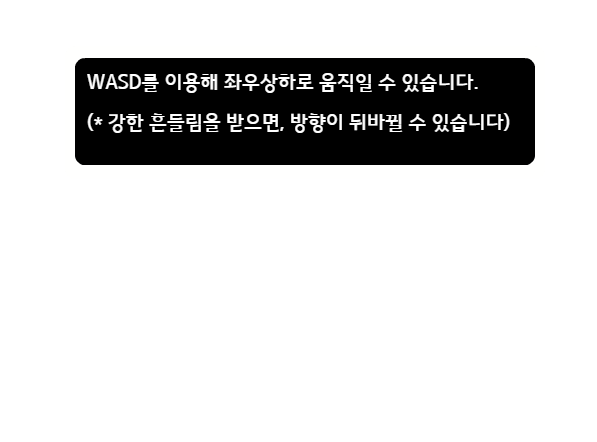 WASD를 이용해 좌우상하로 움직일 수 있습니다.
(* 강한 흔들림을 받으면, 방향이 뒤바뀔 수 있습니다)